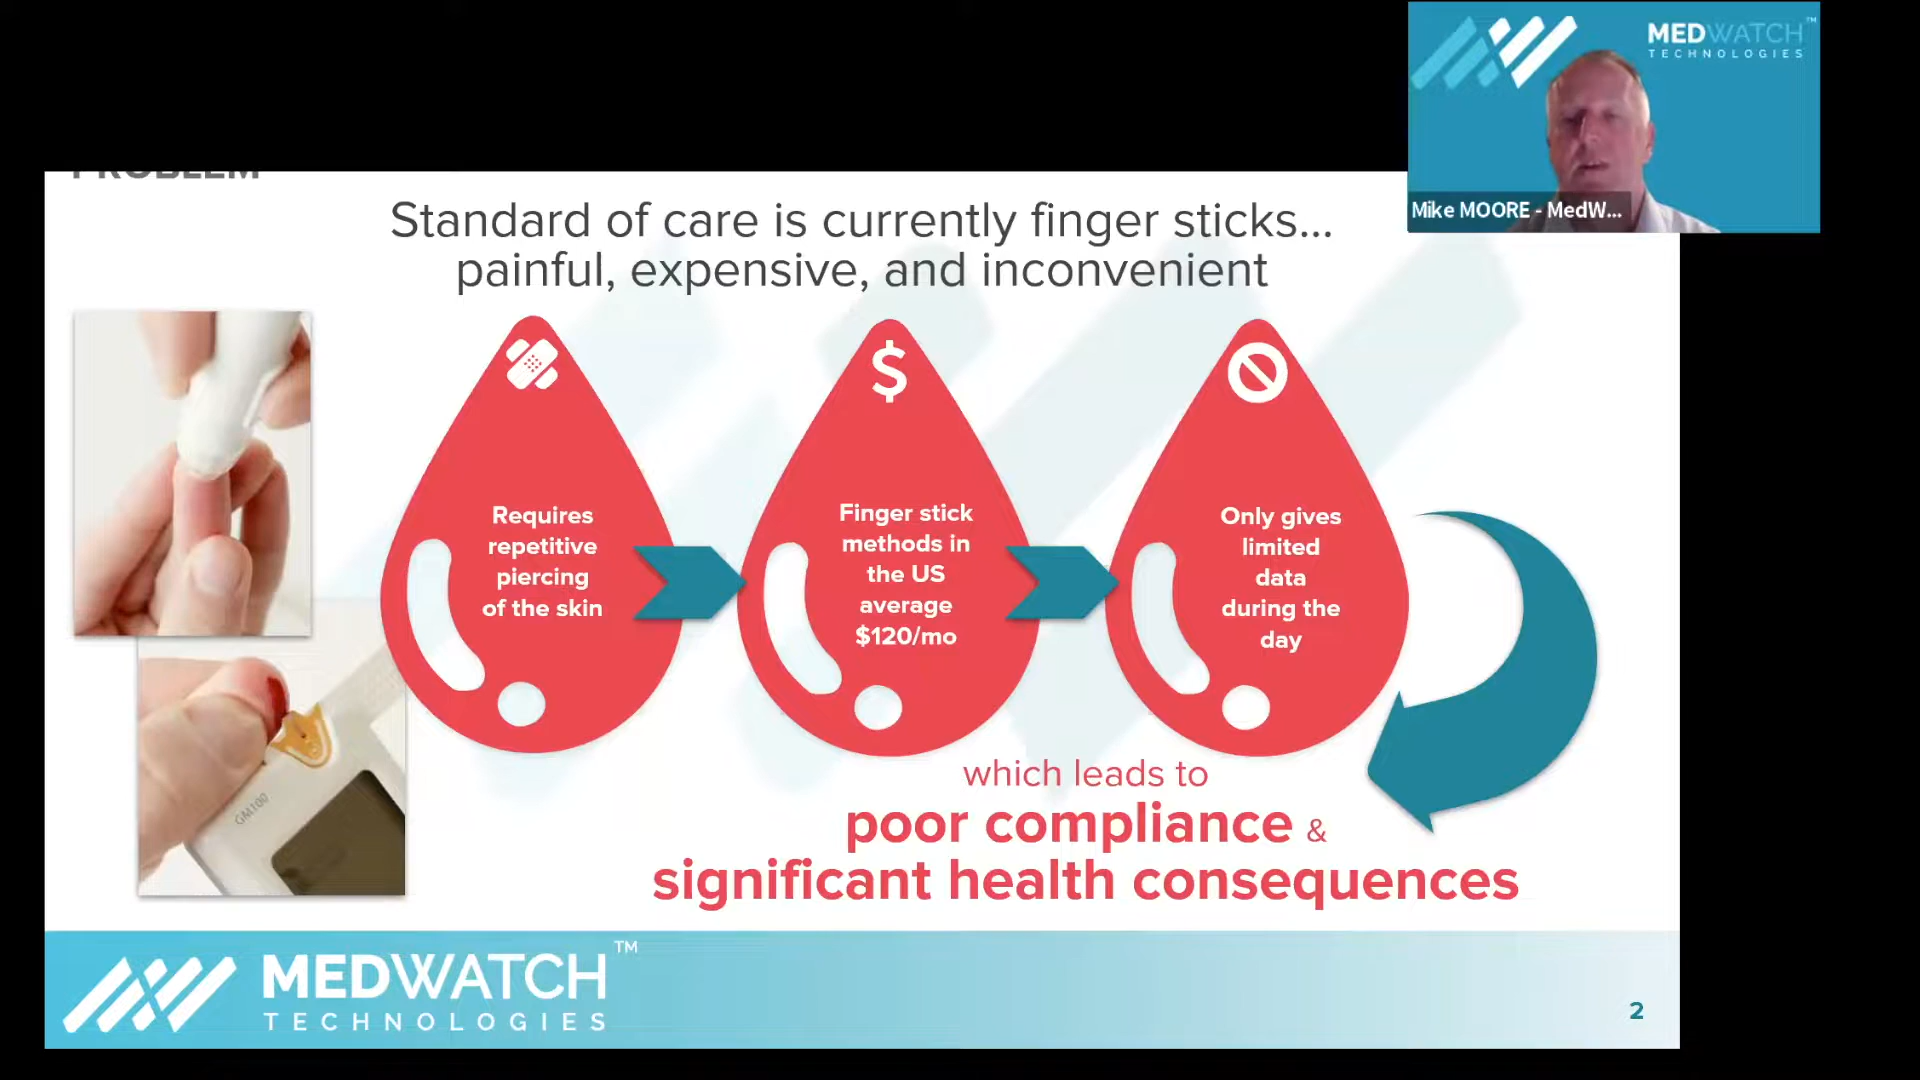 MEDWATCH™
TECHNOLOGIES
Mike MOORE - MedW...
PROBLEM
Standard of care is currently finger sticks...
painful, expensive, and inconvenient
$
Requires
repetitive
piercing
of the skin
Finger stick
methods in
the US
average
$120/mo
Only gives
limited
data
during the
day
GM100
which leads to
poor compliance &
significant health consequences
MEDWATCH™
TECHNOLOGIES
2